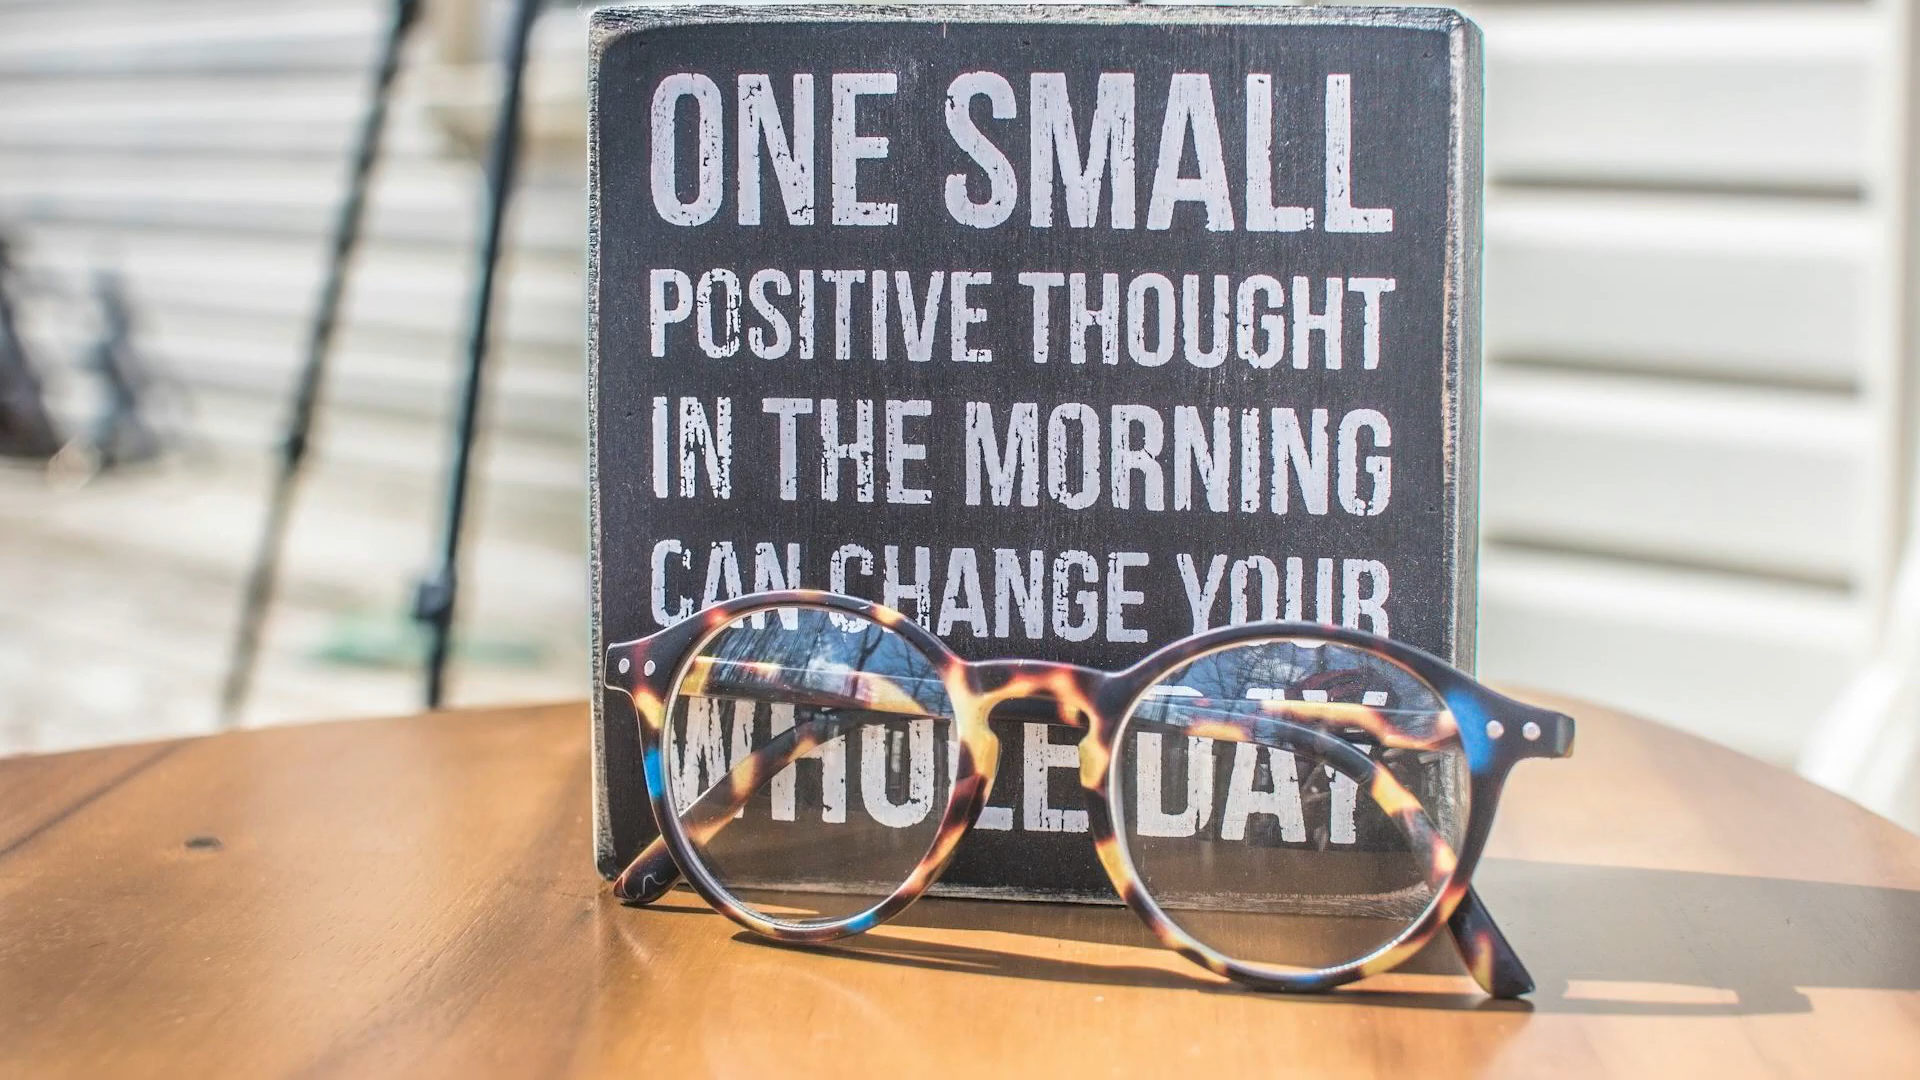 ONE SMALL
POSITIVE THOUGHT
IN THE MORNING
CAN CHANGE YOUR
WHOLE DAY